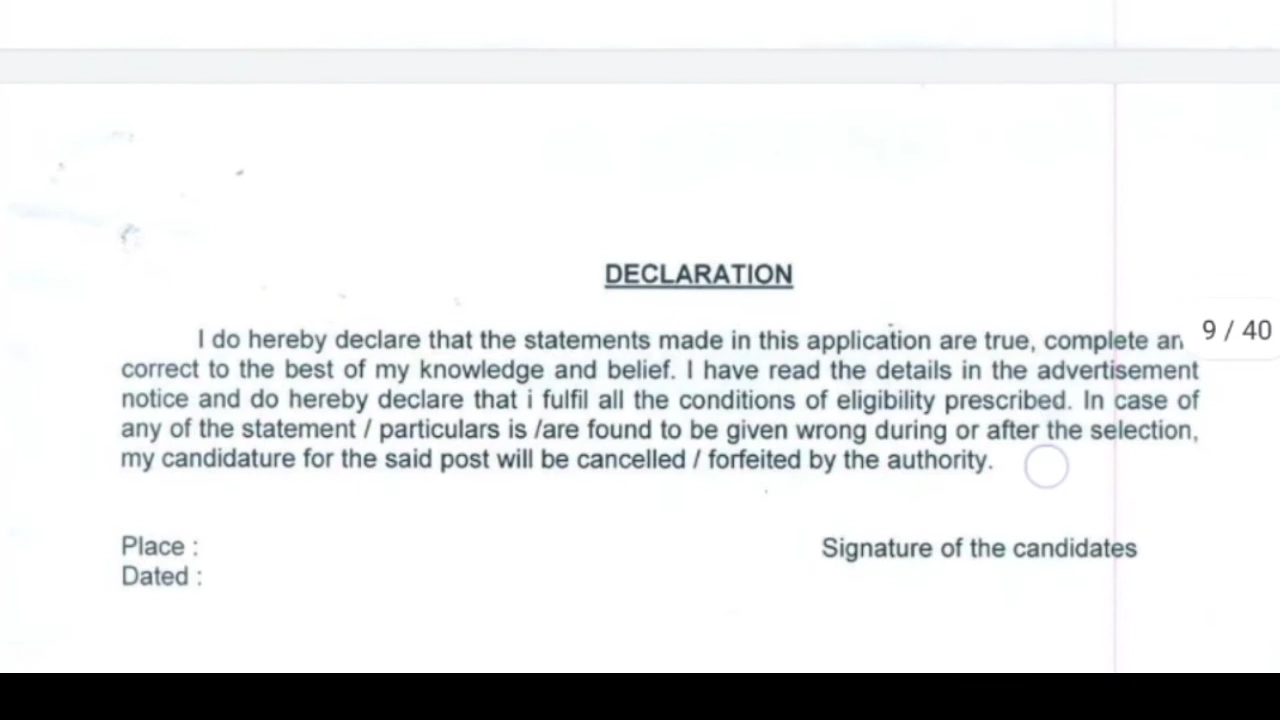 DECLARATION
I do hereby declare that the statements made in this application are true, complete an
correct to the best of my knowledge and belief. I have read the details in the advertisement
notice and do hereby declare that i fulfil all the conditions of eligibility prescribed. In case of
any of the statement / particulars is /are found to be given wrong during or after the selection,
my candidature for the said post will be cancelled / forfeited by the authority.
Place :
Signature of the candidates
Dated :
9 / 40